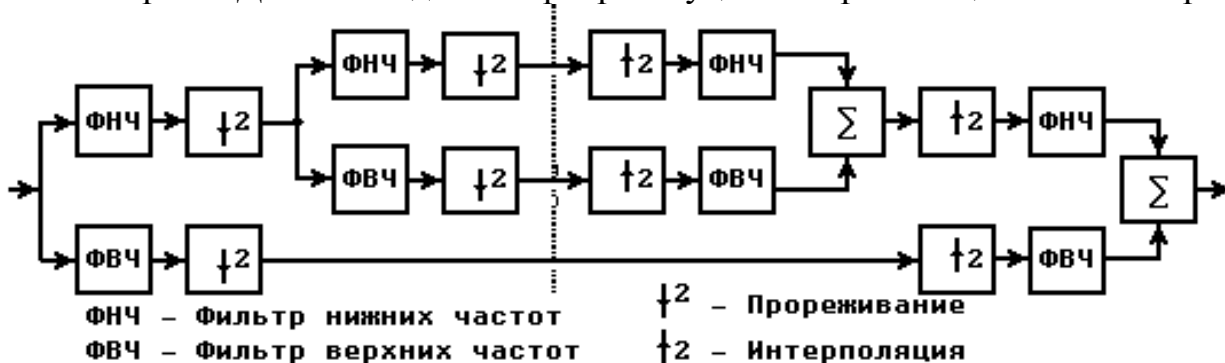 ФНЧ ↓2 ↑2 ФНЧ
ФНЧ ↓2 Σ ↑2 ФНЧ
ФВЧ ↓2 ↑2 ФВЧ Σ
ФВЧ ↓2 ↑2 ФВЧ
ФНЧ – Фильтр нижних частот
ФВЧ – Фильтр верхних частот
↓2 – Прореживание
↑2 – Интерполяция